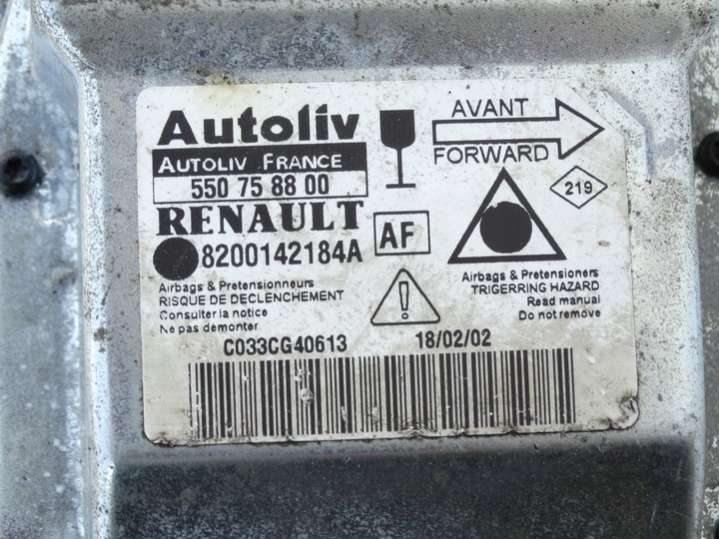 Autoliv
AUTOLIV FRANCE
550 75 88 00
RENAULT
8200142184A
AF
AVANT
FORWARD
219
Airbags & Pretensionneurs
RISQUE DE DECLENCHEMENT
Consulter la notice
Ne pas demonter
Airbags & Pretensioners
TRIGERRING HAZARD
Read manual
Do not remove
C033CG40613
18/02/02